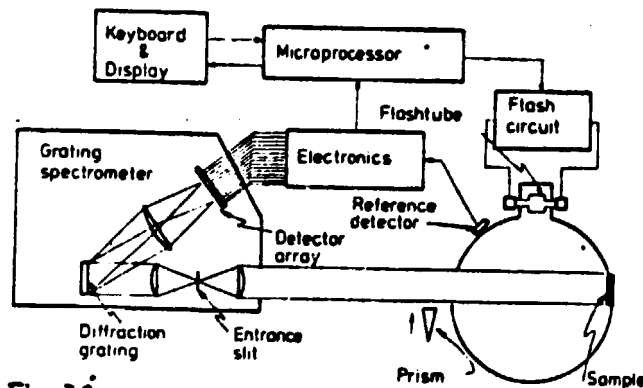 Keyboard
&
Display
Microprocessor
Flash
circuit
Flashtube
Grating
spectrometer
Electronics
Reference
detector
Detector
array
Diffraction
grating
Entrance
slit
Prism
Sample